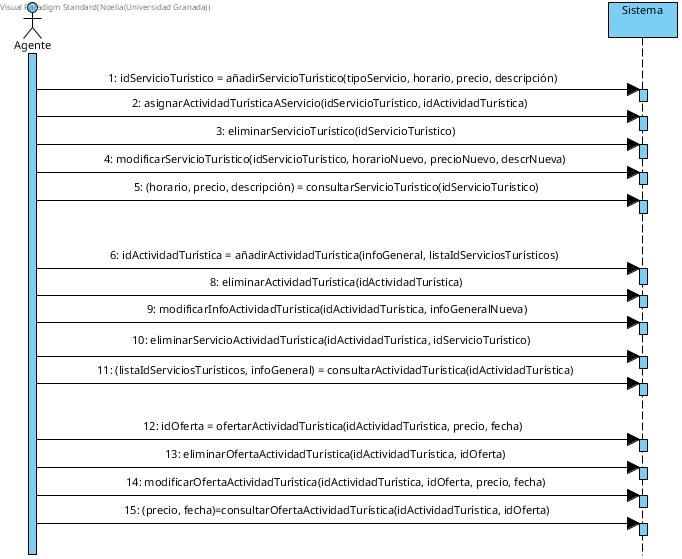 Visual Paradigm Standard(Noelia(Universidad Granada))
Sistema
Agente
1: idServicioTurístico = añadirServicioTurístico(tipoServicio, horario, precio, descripción)
2: asignarActividadTurísticaAServicio(idServicioTurístico, idActividadTurística)
3: eliminarServicioTurístico(idServicioTurístico)
4: modificarServicioTurístico(idServicioTurístico, horarioNuevo, precioNuevo, descrNueva)
5: (horario, precio, descripción) = consultarServicioTurístico(idServicioTurístico)
6: idActividadTurística = añadirActividadTurística(infoGeneral, listaIdServiciosTurísticos)
8: eliminarActividadTurística(idActividadTurística)
9: modificarInfoActividadTurística(idActividadTurística, infoGeneralNueva)
10: eliminarServicioActividadTurística(idActividadTurística, idServicioTurístico)
11: (listaIdServiciosTurísticos, infoGeneral) = consultarActividadTurística(idActividadTurística)
12: idOferta = ofertarActividadTurística(idActividadTurística, precio, fecha)
13: eliminarOfertaActividadTurística(idActividadTurística, idOferta)
14: modificarOfertaActividadTurística(idActividadTurística, idOferta, precio, fecha)
15: (precio, fecha)=consultarOfertaActividadTurística(idActividadTurística, idOferta)